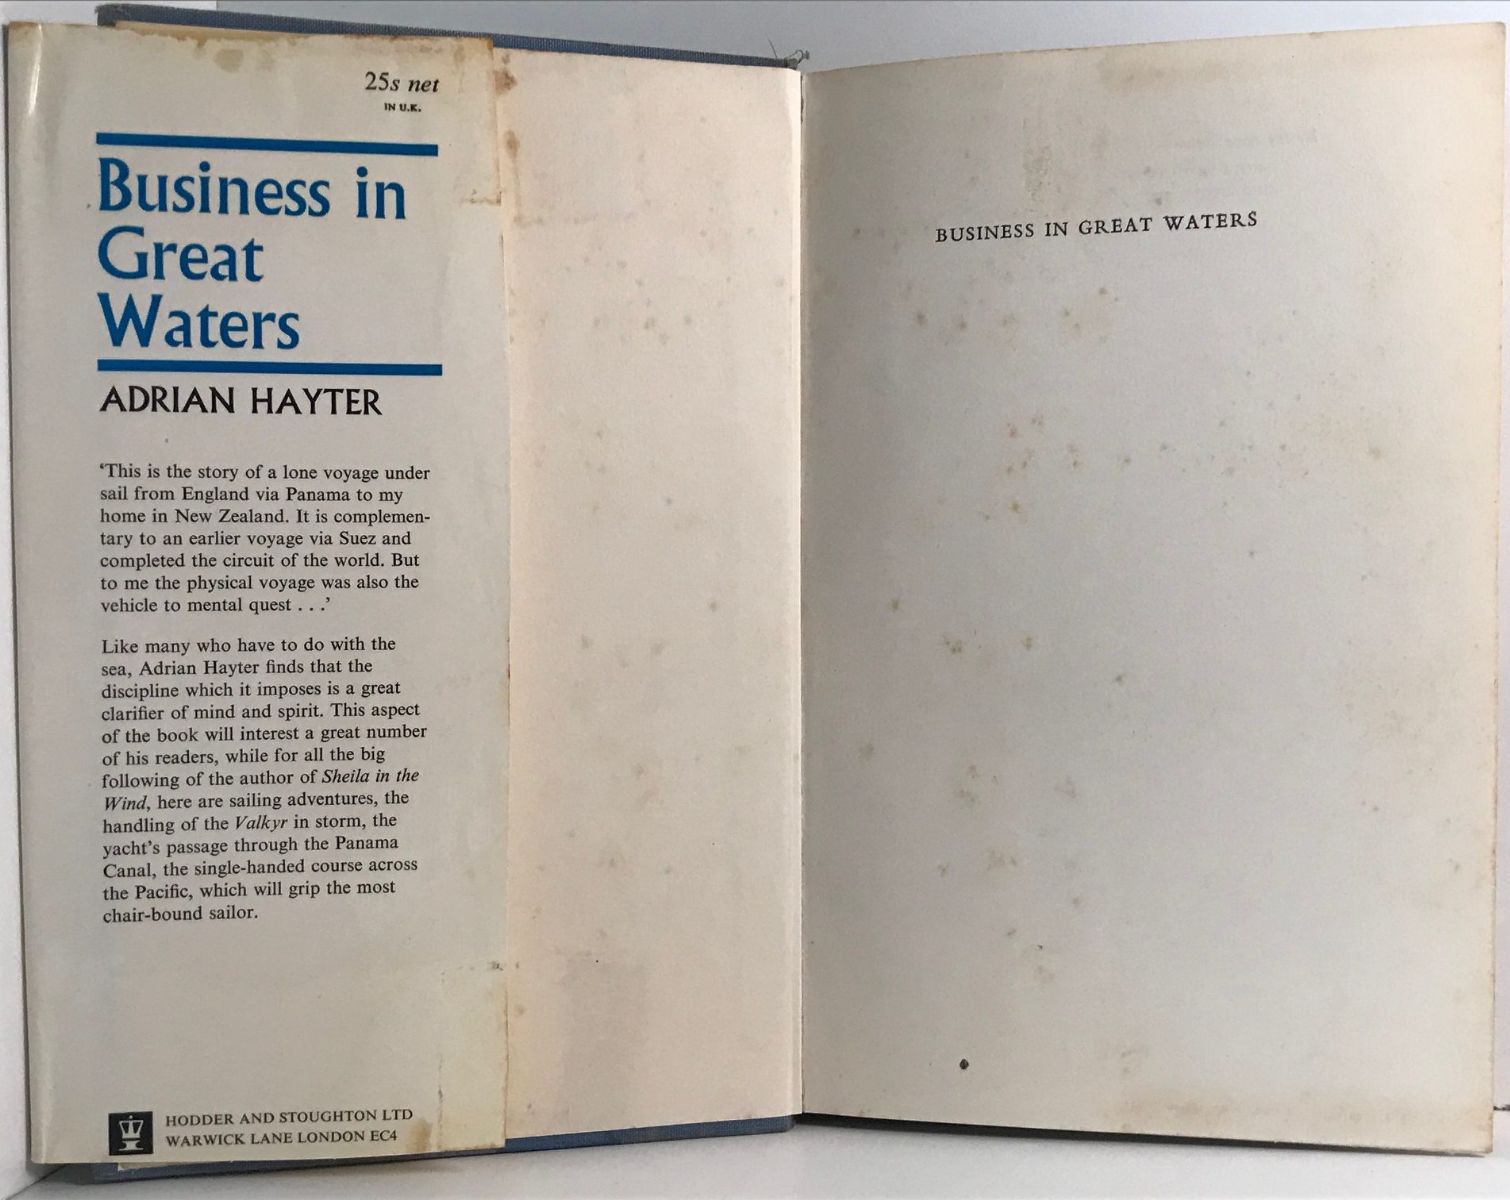 25s net
IN U.K.
Business in
Great
Waters
ADRIAN HAYTER
‘This is the story of a lone voyage under
sail from England via Panama to my
home in New Zealand. It is complemen-
tary to an earlier voyage via Suez and
completed the circuit of the world. But
to me the physical voyage was also the
vehicle to mental quest . . .’
Like many who have to do with the
sea, Adrian Hayter finds that the
discipline which it imposes is a great
clarifier of mind and spirit. This aspect
of the book will interest a great number
of his readers, while for all the big
following of the author of Sheila in the
Wind, here are sailing adventures, the
handling of the Valkyr in storm, the
yacht’s passage through the Panama
Canal, the single-handed course across
the Pacific, which will grip the most
chair-bound sailor.
HODDER AND STOUGHTON LTD
WARWICK LANE LONDON EC4
BUSINESS IN GREAT WATERS